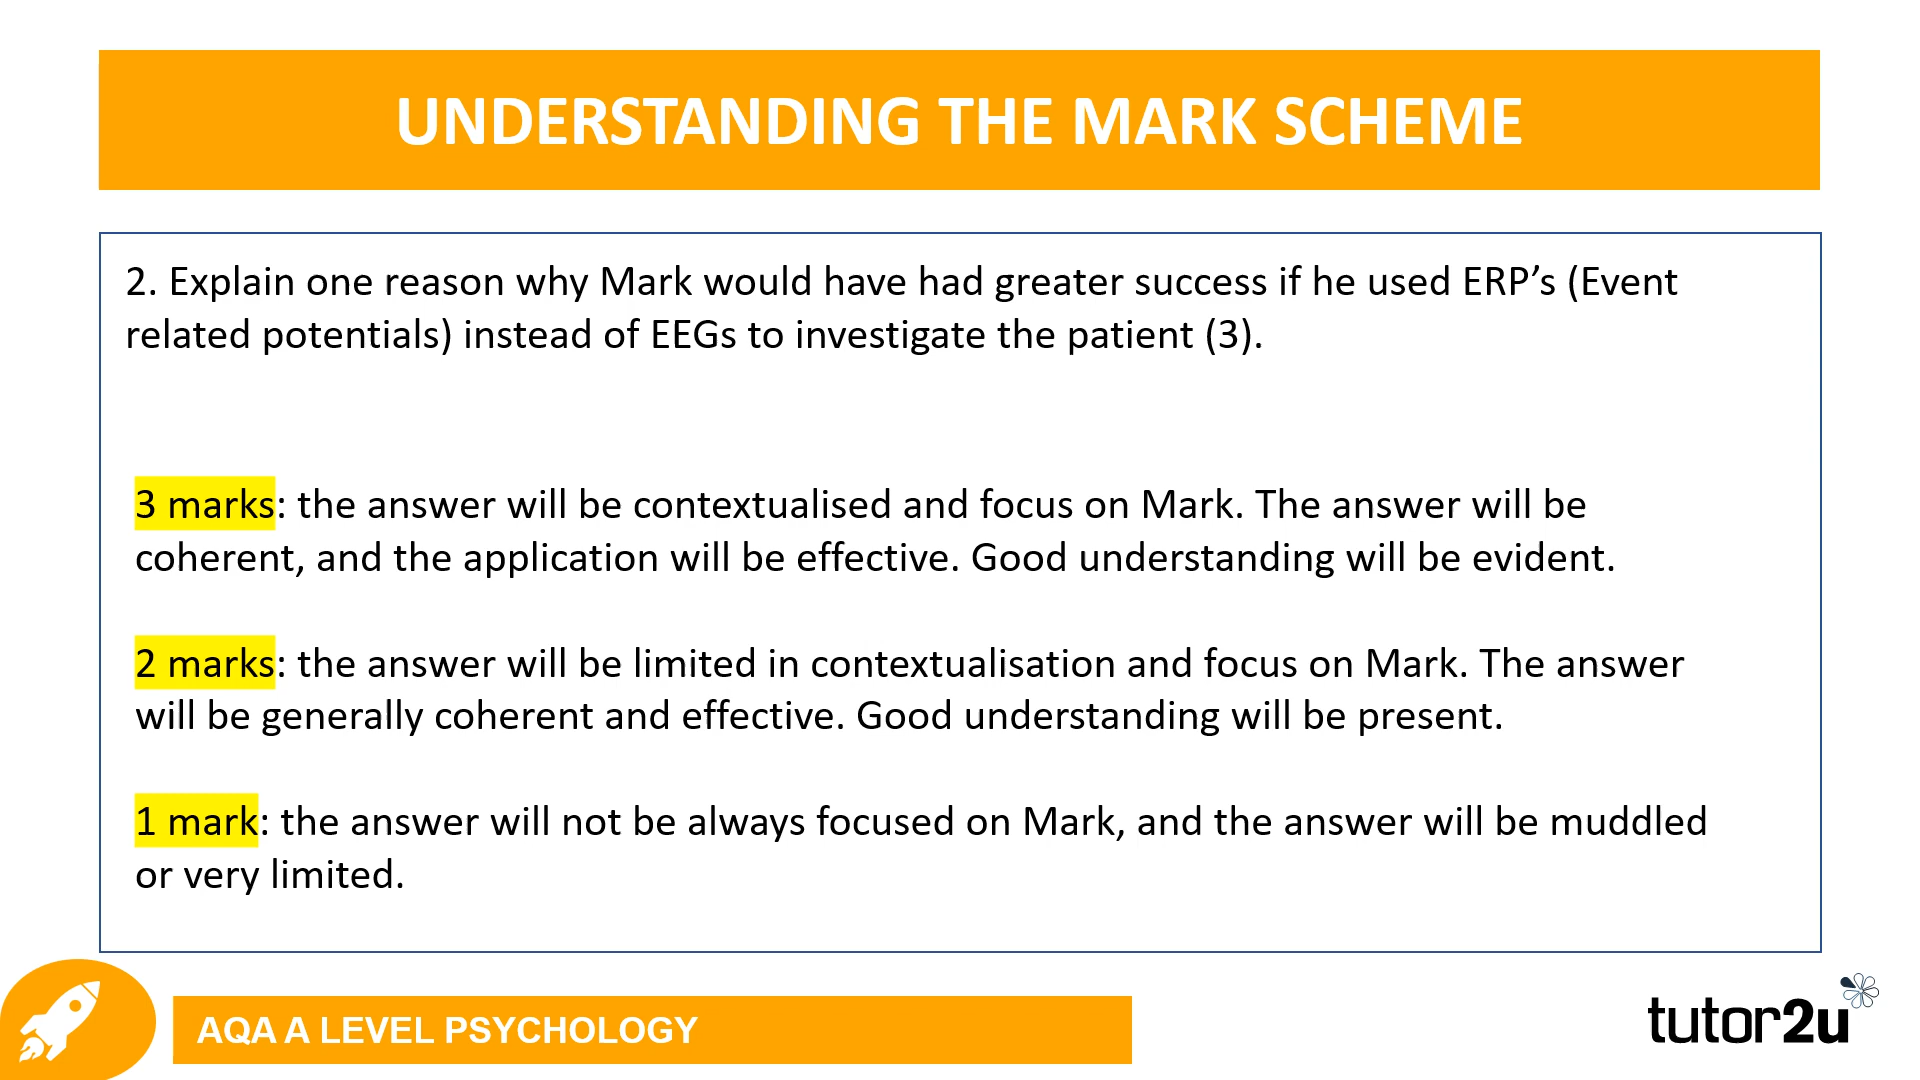 UNDERSTANDING THE MARK SCHEME
2. Explain one reason why Mark would have had greater success if he used ERP’s (Event
related potentials) instead of EEGs to investigate the patient (3).
3 marks: the answer will be contextualised and focus on Mark. The answer will be
coherent, and the application will be effective. Good understanding will be evident.
2 marks: the answer will be limited in contextualisation and focus on Mark. The answer
will be generally coherent and effective. Good understanding will be present.
1 mark: the answer will not be always focused on Mark, and the answer will be muddled
or very limited.
AQA A LEVEL PSYCHOLOGY
tutor2u